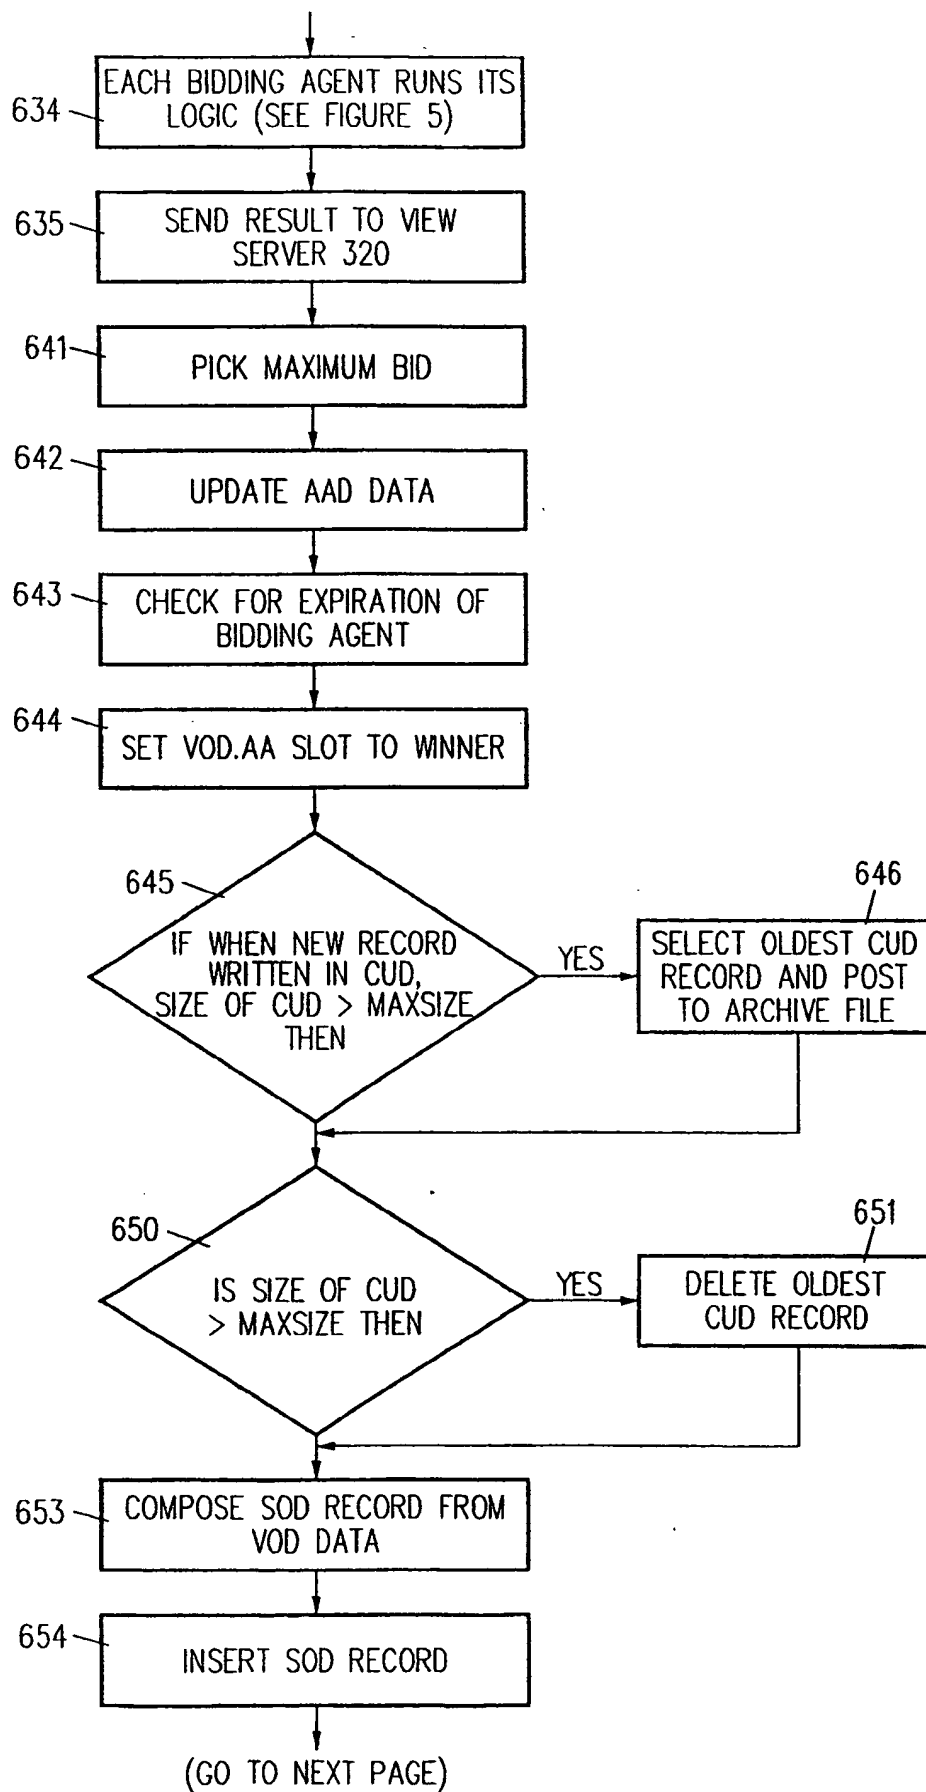 EACH BIDDING AGENT RUNS ITS
LOGIC (SEE FIGURE 5)
634
SEND RESULT TO VIEW
SERVER 320
635
PICK MAXIMUM BID
641
UPDATE AAD DATA
642
CHECK FOR EXPIRATION OF
BIDDING AGENT
643
SET VOD.AA SLOT TO WINNER
644
645
IF WHEN NEW RECORD
WRITTEN IN CUD,
SIZE OF CUD > MAXSIZE
THEN
YES
646
SELECT OLDEST CUD
RECORD AND POST
TO ARCHIVE FILE
650
IS SIZE OF CUD
> MAXSIZE THEN
YES
651
DELETE OLDEST
CUD RECORD
653
COMPOSE SOD RECORD FROM
VOD DATA
654
INSERT SOD RECORD
(GO TO NEXT PAGE)